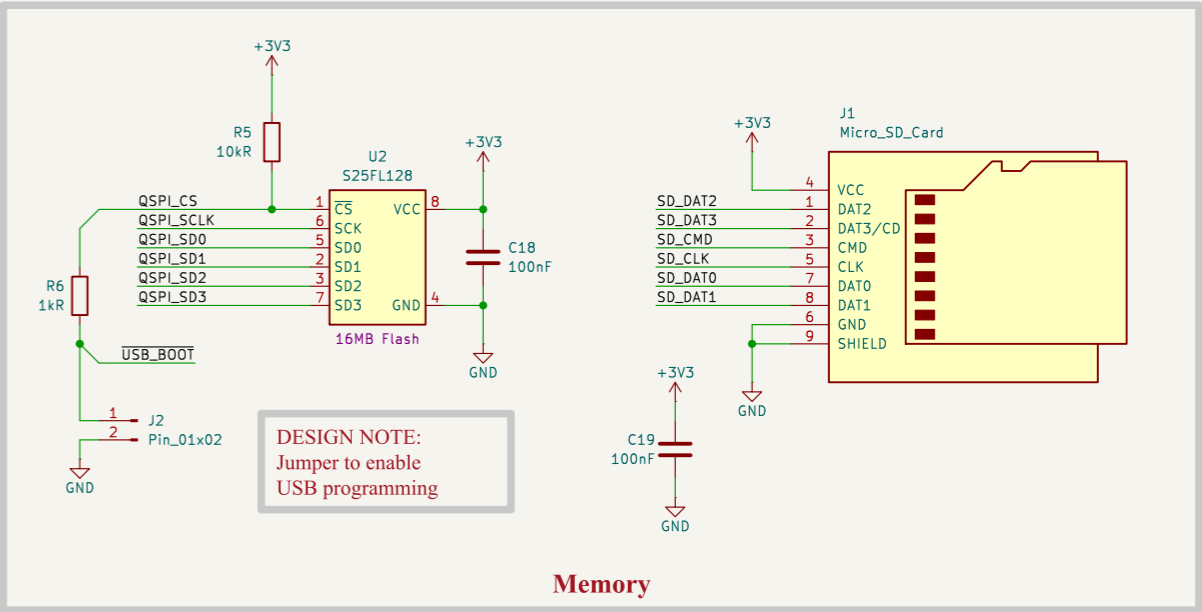 +3V3
R5
10kR
U2
S25FL128
+3V3
QSPI_CS
QSPI_SCLK
QSPI_SD0
QSPI_SD1
QSPI_SD2
QSPI_SD3
1 CS VCC 8
6 SCK
5 SD0
2 SD1
3 SD2
7 SD3 GND 4
16MB Flash
C18
100nF
GND
R6
1kR
USB_BOOT
1
2
J2
Pin_01x02
GND
DESIGN NOTE:
Jumper to enable
USB programming
J1
Micro_SD_Card
+3V3
4 VCC
SD_DAT2 1 DAT2
SD_DAT3 2 DAT3/CD
SD_CMD 3 CMD
SD_CLK 5 CLK
SD_DAT0 7 DAT0
SD_DAT1 8 DAT1
6 GND
9 SHIELD
GND
+3V3
C19
100nF
GND
Memory